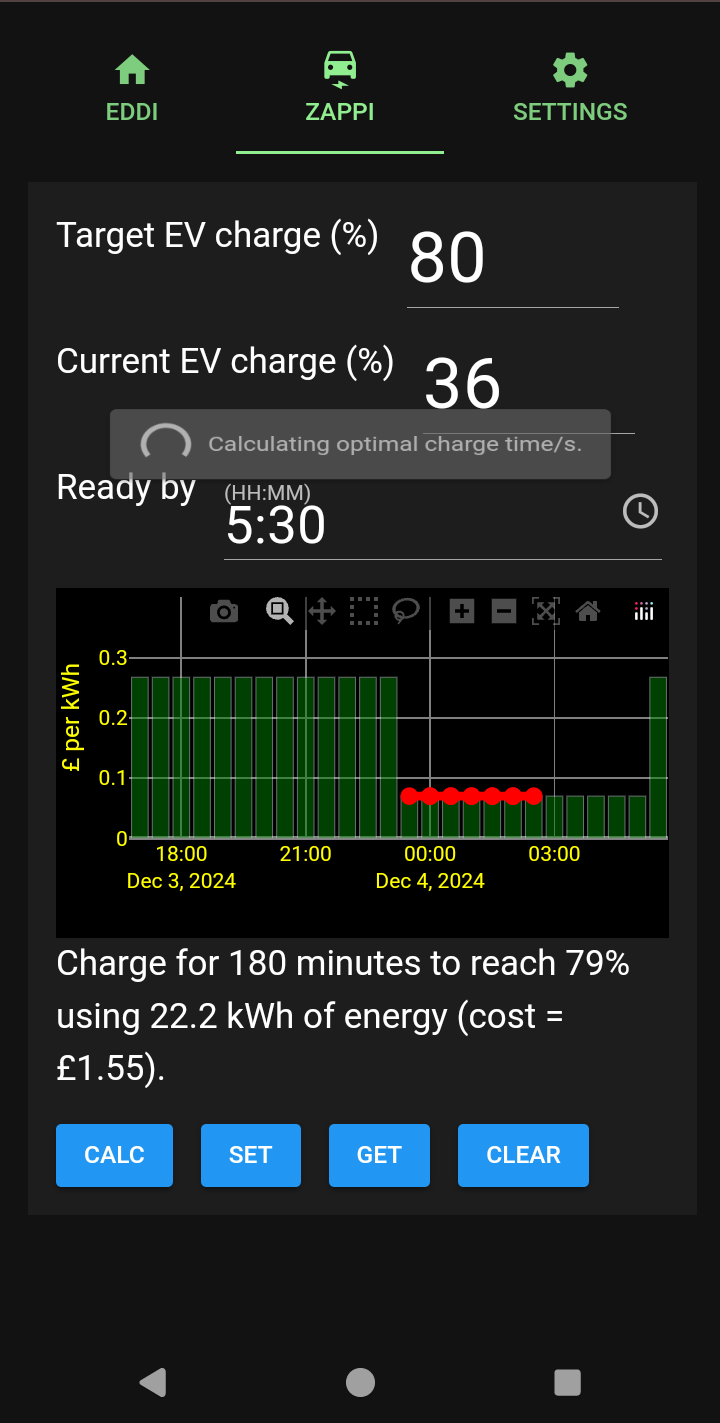 EDDI ZAPPI SETTINGS
Target EV charge (%) 80
Current EV charge (%) 36
Calculating optimal charge time/s.
Ready by (HH:MM) 5:30
£ per kWh
0.3
0.2
0.1
0
18:00 21:00 00:00 03:00
Dec 3, 2024 Dec 4, 2024
Charge for 180 minutes to reach 79%
using 22.2 kWh of energy (cost =
£1.55).
CALC SET GET CLEAR